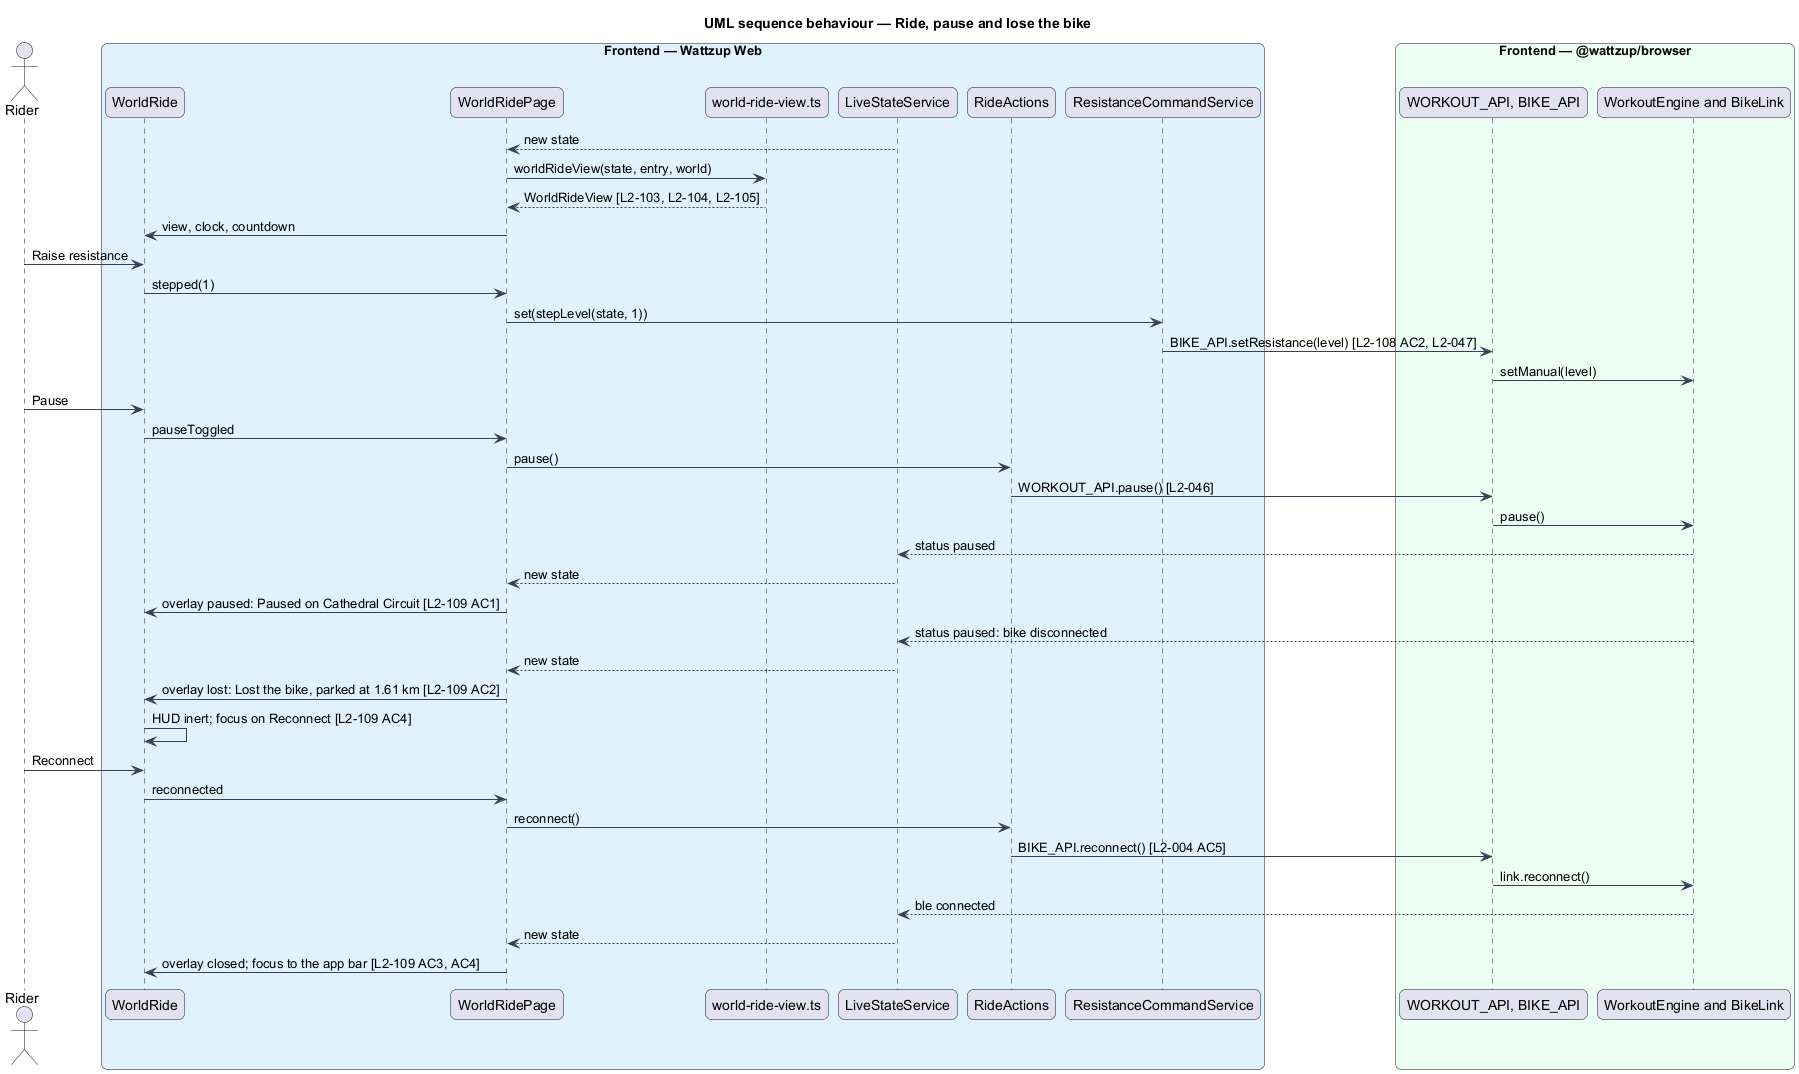 UML sequence behaviour — Ride, pause and lose the bike
Frontend — Wattzup Web
Frontend — @wattzup/browser
Rider
WorldRide
WorldRidePage
world-ride-view.ts
LiveStateService
RideActions
ResistanceCommandService
WORKOUT_API, BIKE_API
WorkoutEngine and BikeLink
new state
worldRideView(state, entry, world)
WorldRideView [L2-103, L2-104, L2-105]
view, clock, countdown
Raise resistance
stepped(1)
set(stepLevel(state, 1))
BIKE_API.setResistance(level) [L2-108 AC2, L2-047]
setManual(level)
Pause
pauseToggled
pause()
WORKOUT_API.pause() [L2-046]
pause()
status paused
new state
overlay paused: Paused on Cathedral Circuit [L2-109 AC1]
status paused: bike disconnected
new state
overlay lost: Lost the bike, parked at 1.61 km [L2-109 AC2]
HUD inert; focus on Reconnect [L2-109 AC4]
Reconnect
reconnected
reconnect()
BIKE_API.reconnect() [L2-004 AC5]
link.reconnect()
ble connected
new state
overlay closed; focus to the app bar [L2-109 AC3, AC4]
Rider
WorldRide
WorldRidePage
world-ride-view.ts
LiveStateService
RideActions
ResistanceCommandService
WORKOUT_API, BIKE_API
WorkoutEngine and BikeLink